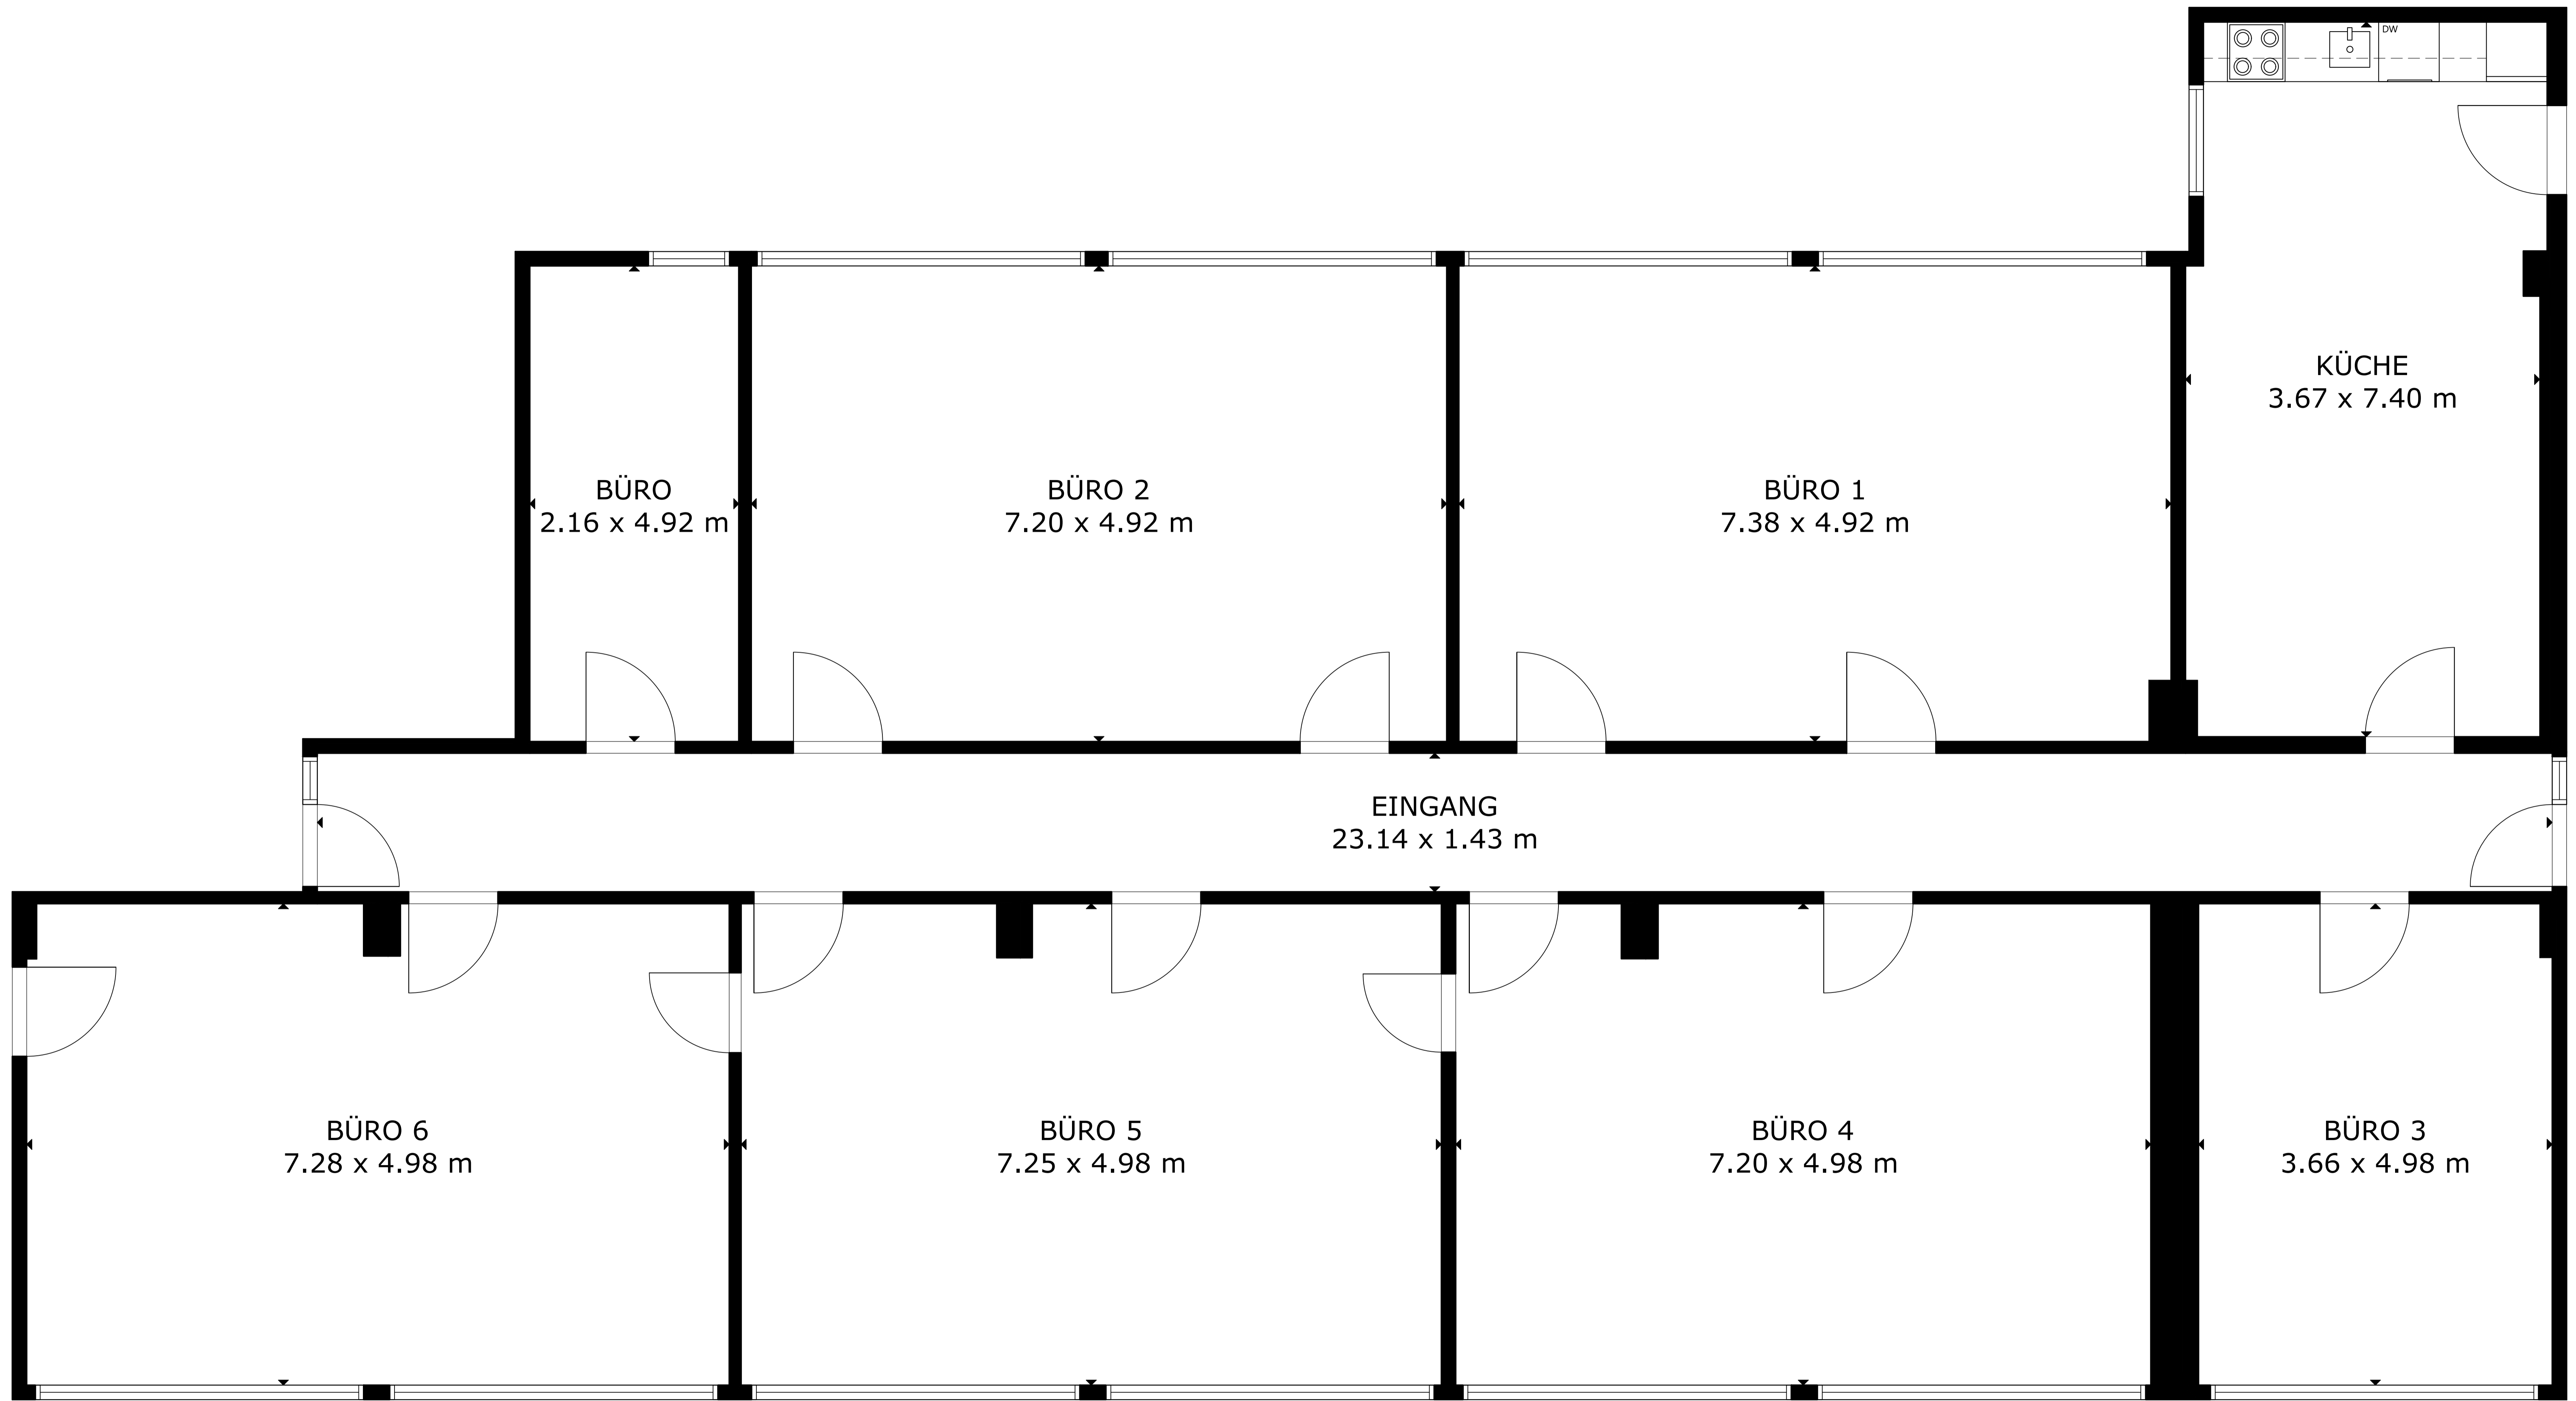 DW
KÜCHE
3.67 x 7.40 m
BÜRO
2.16 x 4.92 m
BÜRO 2
7.20 x 4.92 m
BÜRO 1
7.38 x 4.92 m
EINGANG
23.14 x 1.43 m
BÜRO 6
7.28 x 4.98 m
BÜRO 5
7.25 x 4.98 m
BÜRO 4
7.20 x 4.98 m
BÜRO 3
3.66 x 4.98 m